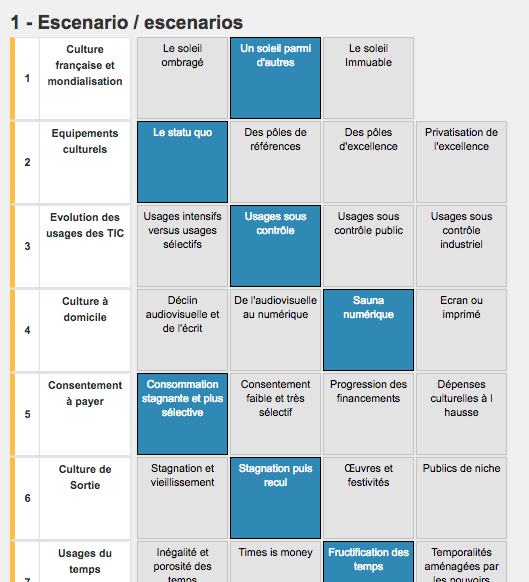 1 - Escenario / escenarios
1
Culture
française et
mondialisation
Le soleil
ombragé
Un soleil parmi
d'autres
Le soleil
Immuable
2
Equipements
culturels
Le statu quo
Des pôles de
références
Des pôles
d'excellence
Privatisation de
l'excellence
3
Evolution des
usages des TIC
Usages intensifs
versus usages
sélectifs
Usages sous
contrôle
Usages sous
contrôle public
Usages sous
contrôle
industriel
4
Culture à
domicile
Déclin
audiovisuelle et
de l'écrit
De l'audiovisuelle
au numérique
Sauna
numérique
Ecran ou
imprimé
5
Consentement
à payer
Consommation
stagnante et plus
sélective
Consentement
faible et très
sélectif
Progression des
financements
Dépenses
culturelles à l
hausse
6
Culture de
Sortie
Stagnation et
vieillissement
Stagnation puis
recul
Œuvres et
festivités
Publics de niche
7
Usages du
temps
Inégalité et
porosité des
temps
Times is money
Fructification des
temps
Temporalités
aménagées par
les pouvoirs